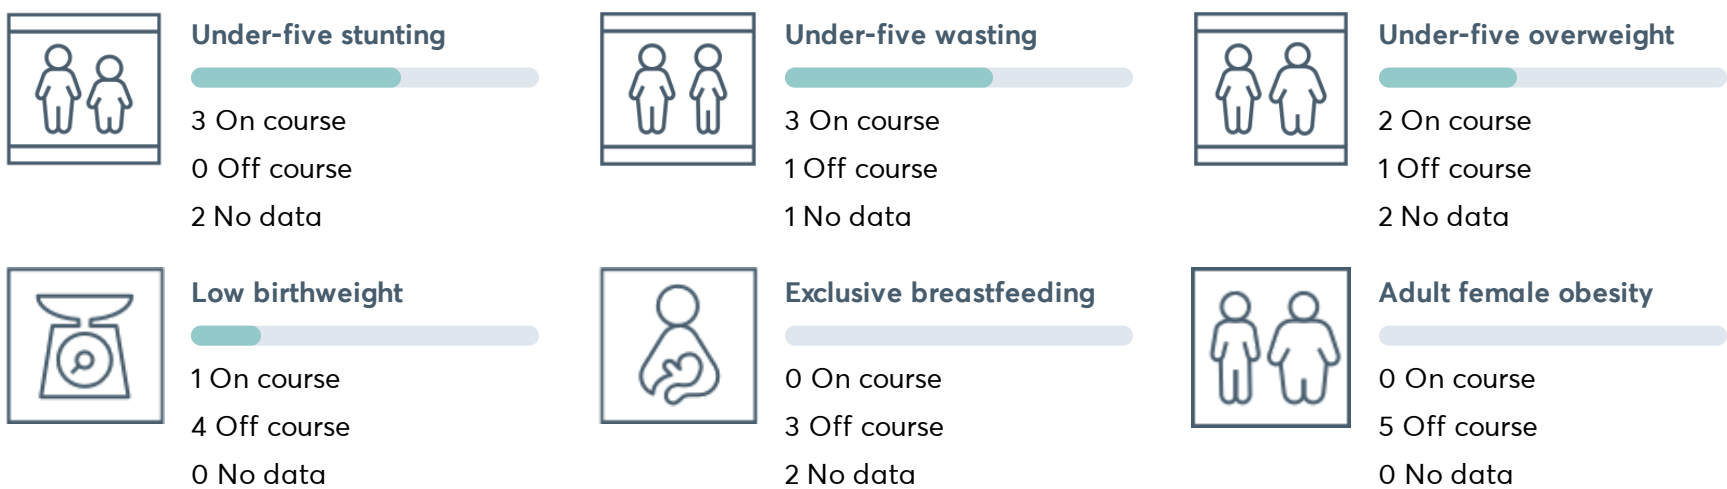 Under-five stunting
3 On course
0 Off course
2 No data
Under-five wasting
3 On course
1 Off course
1 No data
Under-five overweight
2 On course
1 Off course
2 No data
Low birthweight
1 On course
4 Off course
0 No data
Exclusive breastfeeding
0 On course
3 Off course
2 No data
Adult female obesity
0 On course
5 Off course
0 No data